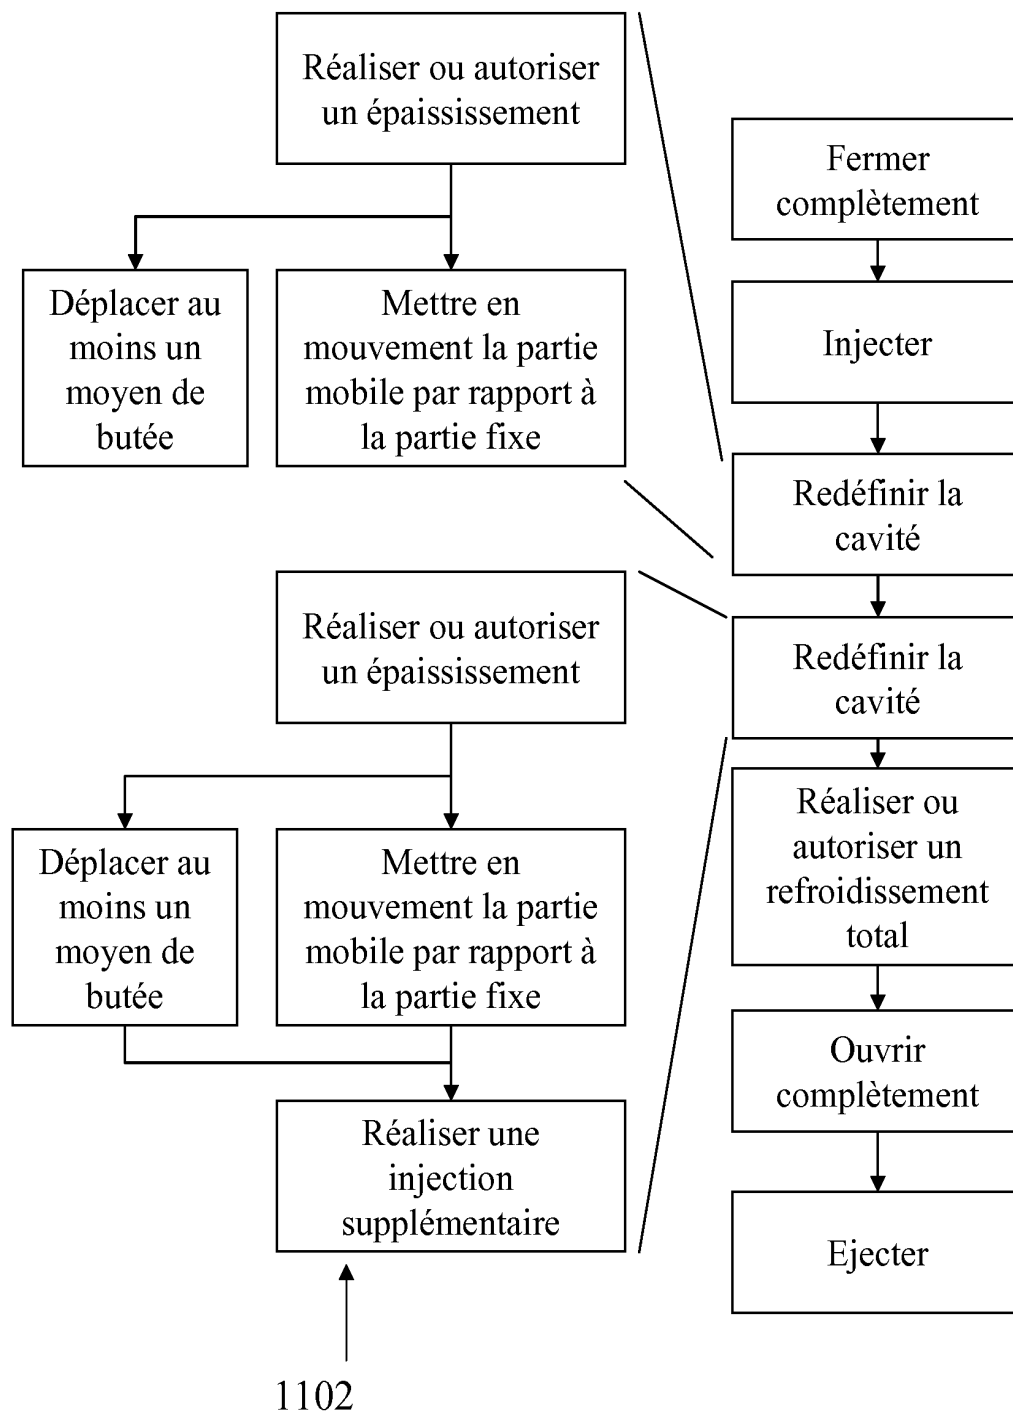 Réaliser ou autoriser
un épaississement
Déplacer au
moins un
moyen de
butée
Mettre en
mouvement la partie
mobile par rapport à
la partie fixe
Réaliser ou autoriser
un épaississement
Déplacer au
moins un
moyen de
butée
Mettre en
mouvement la partie
mobile par rapport à
la partie fixe
Réaliser une
injection
supplémentaire
1102
Fermer
complètement
Injecter
Redéfinir la
cavité
Redéfinir la
cavité
Réaliser ou
autoriser un
refroidissement
total
Ouvrir
complètement
Ejecter